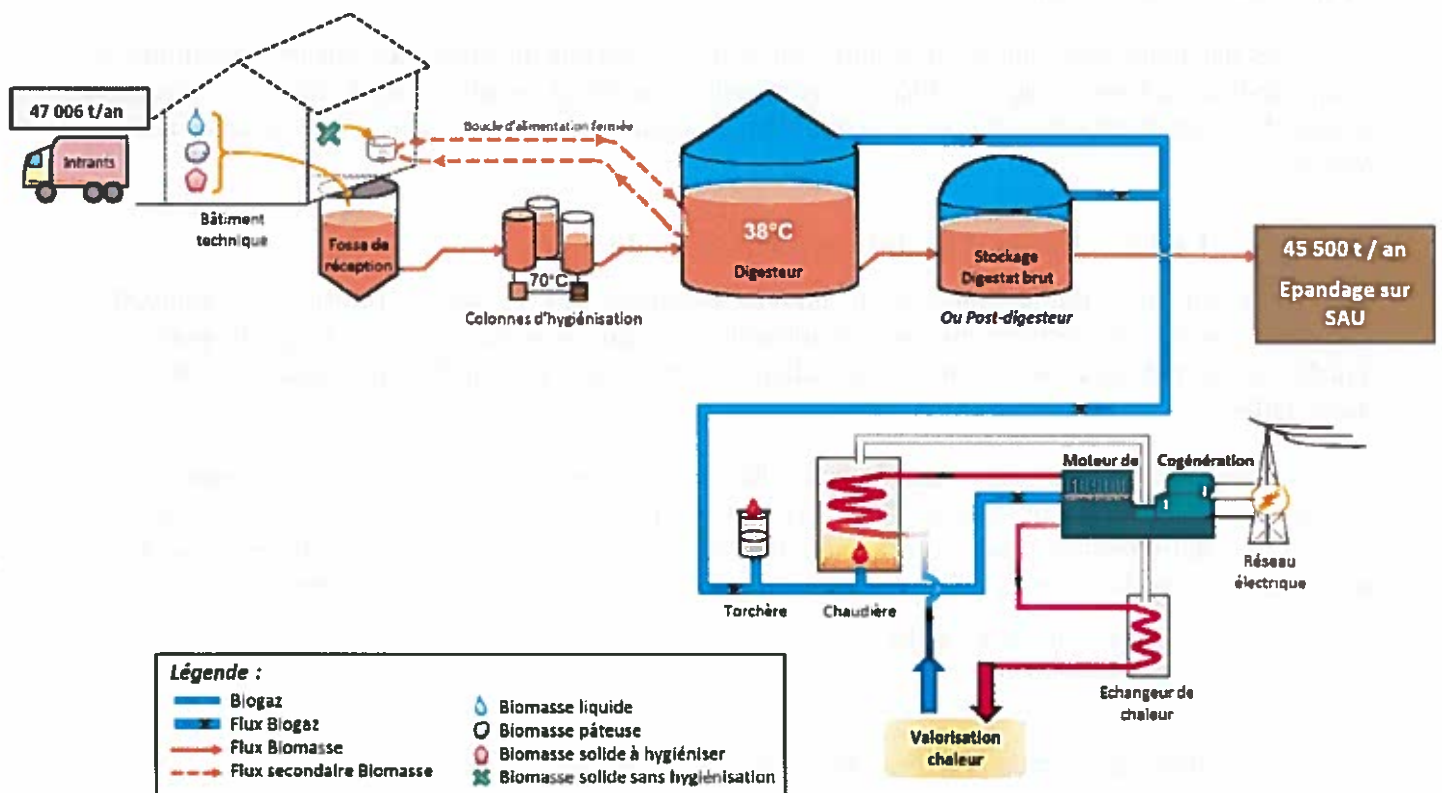 47 006 t/an
Intrants
Bâtiment
technique
Boucle d'alimentation fermée
Fosse de
réception
70°C
Colonnes d'hygiénisation
38°C
Digesteur
Stockage
Digestat brut
Ou Post-digesteur
45 500 t / an
Epandage sur
SAU
Moteur de Cogénération
Réseau
électrique
Torchère
Chaudière
Echangeur de
chaleur
Valorisation
chaleur
Légende :
Biogaz
Flux Biogaz
Flux Biomasse
Flux secondaire Biomasse
Biomasse liquide
Biomasse pâteuse
Biomasse solide à hygiéniser
Biomasse solide sans hygiénisation